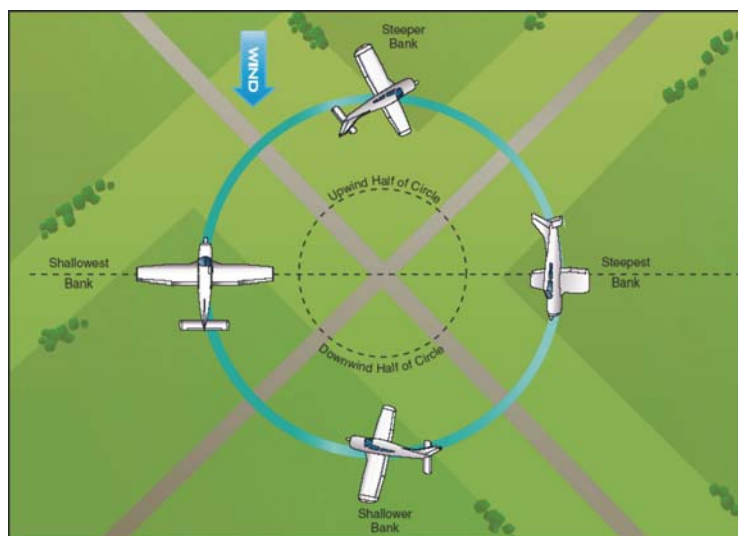 Steeper
Bank
WIND
Upwind Half of Circle
Shallowest
Bank
Steepest
Bank
Downwind Half of Circle
Shallower
Bank